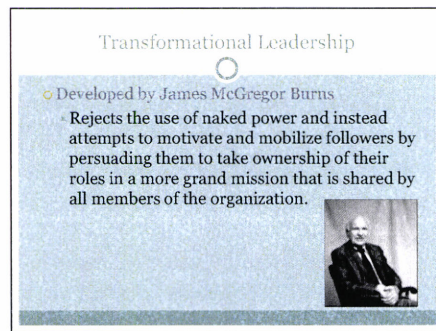 Transformational Leadership
Developed by James McGregor Burns
Rejects the use of naked power and instead
attempts to motivate and mobilize followers by
persuading them to take ownership of their
roles in a more grand mission that is shared by
all members of the organization.